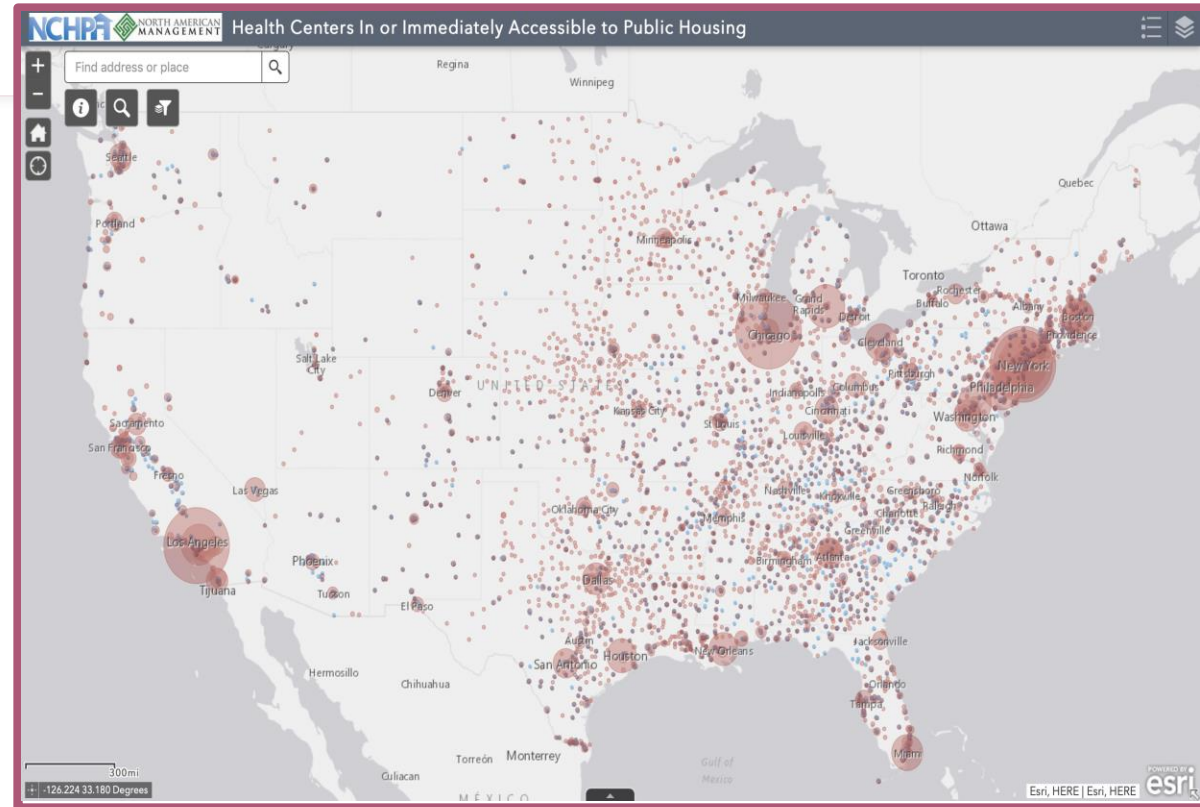 NCHPH NORTH AMERICAN MANAGEMENT Health Centers In or Immediately Accessible to Public Housing
Find address or place
Regina
Winnipeg
Seattle
Quebec
Portland
Ottawa
Minneapolis
Toronto
Rochester
Buffalo
Albany
Milwaukee
Grand Rapids
Detroit
Boston
Providence
Chicago
Cleveland
Salt Lake City
New York
Pittsburgh
Philadelphia
UNITED STATES
Denver
Indianapolis
Columbus
Kansas City
Cincinnati
Washington
Sacramento
St Louis
Louisville
San Francisco
Richmond
Fresno
Norfolk
Las Vegas
Nashville
Knoxville
Greensboro
Raleigh
Oklahoma City
Memphis
Charlotte
Greenville
Los Angeles
Phoenix
Birmingham
Atlanta
Dallas
Tijuana
Tucson
El Paso
Austin
Jacksonville
San Antonio
Houston
New Orleans
Hermosillo
Chihuahua
Orlando
Tampa
Miami
Torreón
Monterrey
Gulf of
Mexico
300mi
Culiacan
MÉXICO
-126.224 33.180 Degrees
Esri, HERE | Esri, HERE
POWERED BY
esri